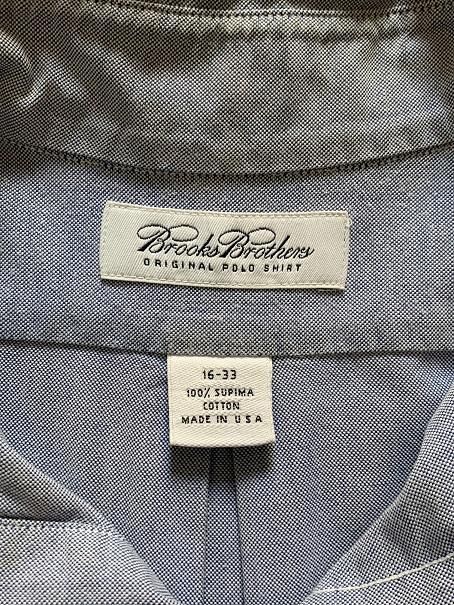 Brooks Brothers
ORIGINAL POLO SHIRT
16-33
100% SUPIMA
COTTON
MADE IN U S A